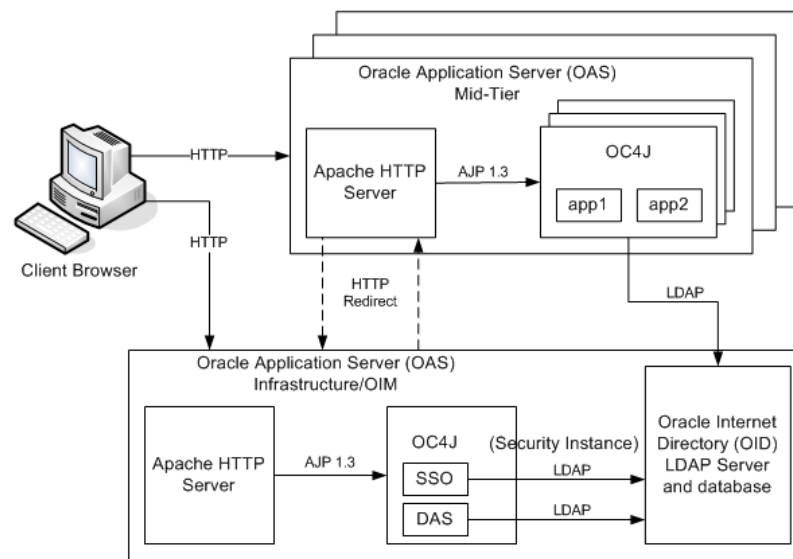 Oracle Application Server (OAS)
Mid-Tier
HTTP
Apache HTTP
Server
AJP 1.3
OC4J
app1
app2
Client Browser
HTTP
HTTP
Redirect
LDAP
Oracle Application Server (OAS)
Infrastructure/OIM
Apache HTTP
Server
AJP 1.3
OC4J
(Security Instance)
SSO
LDAP
DAS
LDAP
Oracle Internet
Directory (OID)
LDAP Server
and database